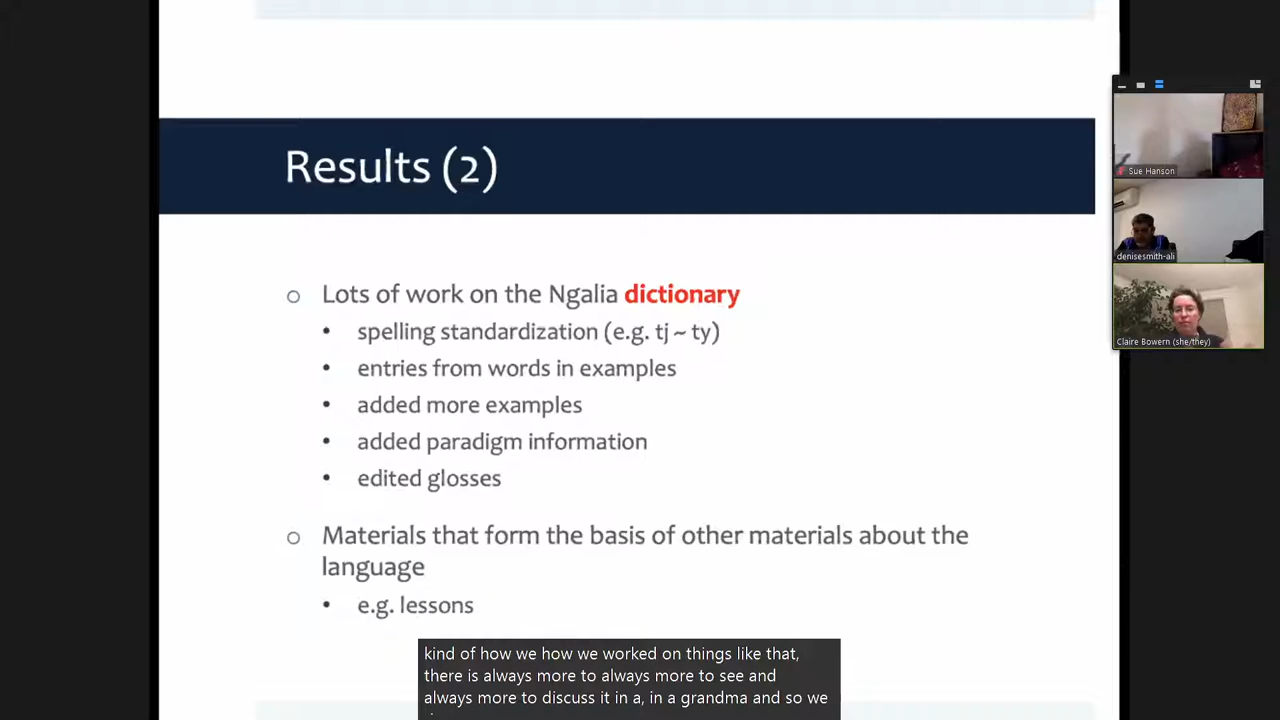 Results (2)
Lots of work on the Ngalia dictionary
spelling standardization (e.g. tj ~ ty)
entries from words in examples
added more examples
added paradigm information
edited glosses
Materials that form the basis of other materials about the
language
e.g. lessons
Sue Hanson
denisesmith-ali
Claire Bowern (she/they)
kind of how we how we worked on things like that,
there is always more to always more to see and
always more to discuss it in a, in a grandma and so we